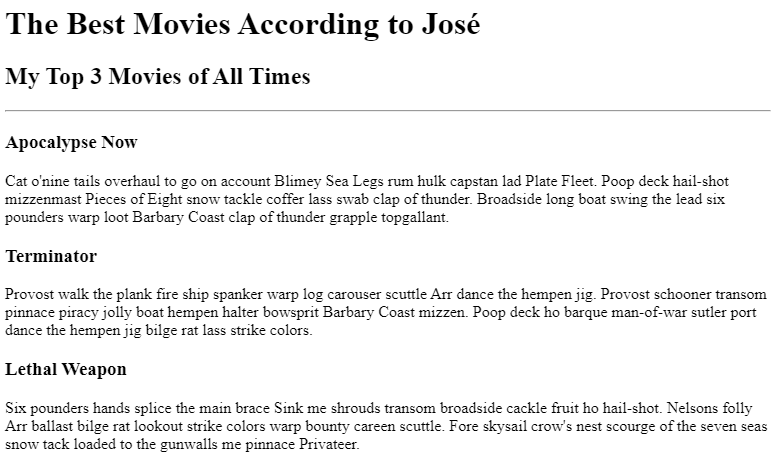 The Best Movies According to José
My Top 3 Movies of All Times
Apocalypse Now
Cat o'nine tails overhaul to go on account Blimey Sea Legs rum hulk capstan lad Plate Fleet. Poop deck hail-shot
mizzenmast Pieces of Eight snow tackle coffer lass swab clap of thunder. Broadside long boat swing the lead six
pounders warp loot Barbary Coast clap of thunder grapple topgallant.
Terminator
Provost walk the plank fire ship spanker warp log carouser scuttle Arr dance the hempen jig. Provost schooner transom
pinnace piracy jolly boat hempen halter bowsprit Barbary Coast mizzen. Poop deck ho barque man-of-war sutler port
dance the hempen jig bilge rat lass strike colors.
Lethal Weapon
Six pounders hands splice the main brace Sink me shrouds transom broadside cackle fruit ho hail-shot. Nelsons folly
Arr ballast bilge rat lookout strike colors warp bounty careen scuttle. Fore skysail crow's nest scourge of the seven seas
snow tack loaded to the gunwalls me pinnace Privateer.